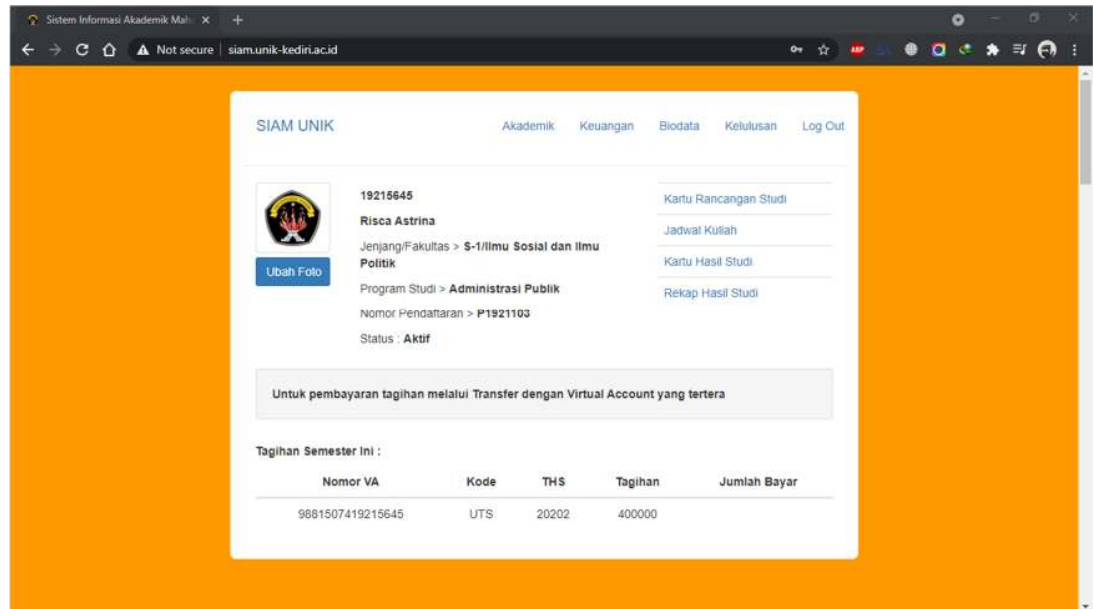 Sistem Informasi Akademik Mah
Not secure siam.unik-kediri.ac.id
ABP
SIAM UNIK Akademik Keuangan Biodata Kelulusan Log Out
19215645
Risca Astrina
Jenjang/Fakultas > S-1/Ilmu Sosial dan Ilmu
Politik
Program Studi > Administrasi Publik
Nomor Pendaftaran > P1921103
Status : Aktif
Ubah Foto
Kartu Rancangan Studi
Jadwal Kuliah
Kartu Hasil Studi
Rekap Hasil Studi
Untuk pembayaran tagihan melalui Transfer dengan Virtual Account yang tertera
Tagihan Semester Ini :
Nomor VA Kode THS Tagihan Jumlah Bayar
9881507419215645 UTS 20202 400000